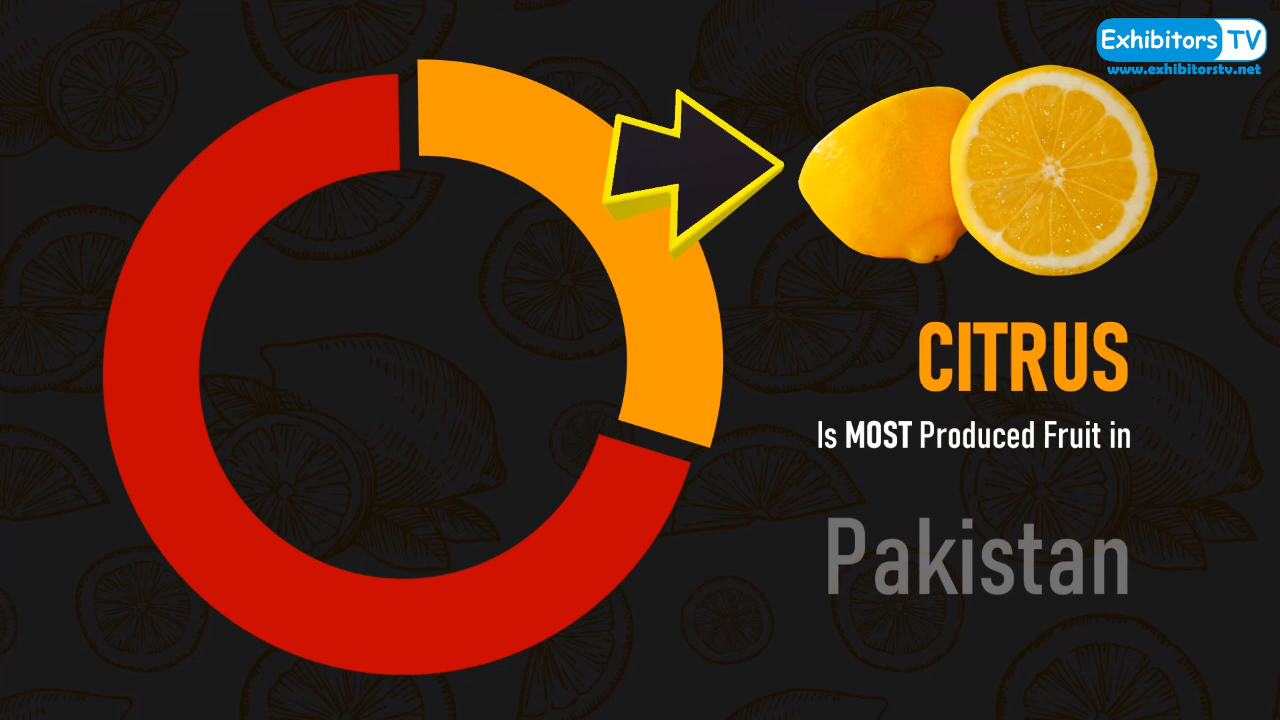 Exhibitors TV
www.exhibitorstv.net
CITRUS
Is MOST Produced Fruit in
Pakistan